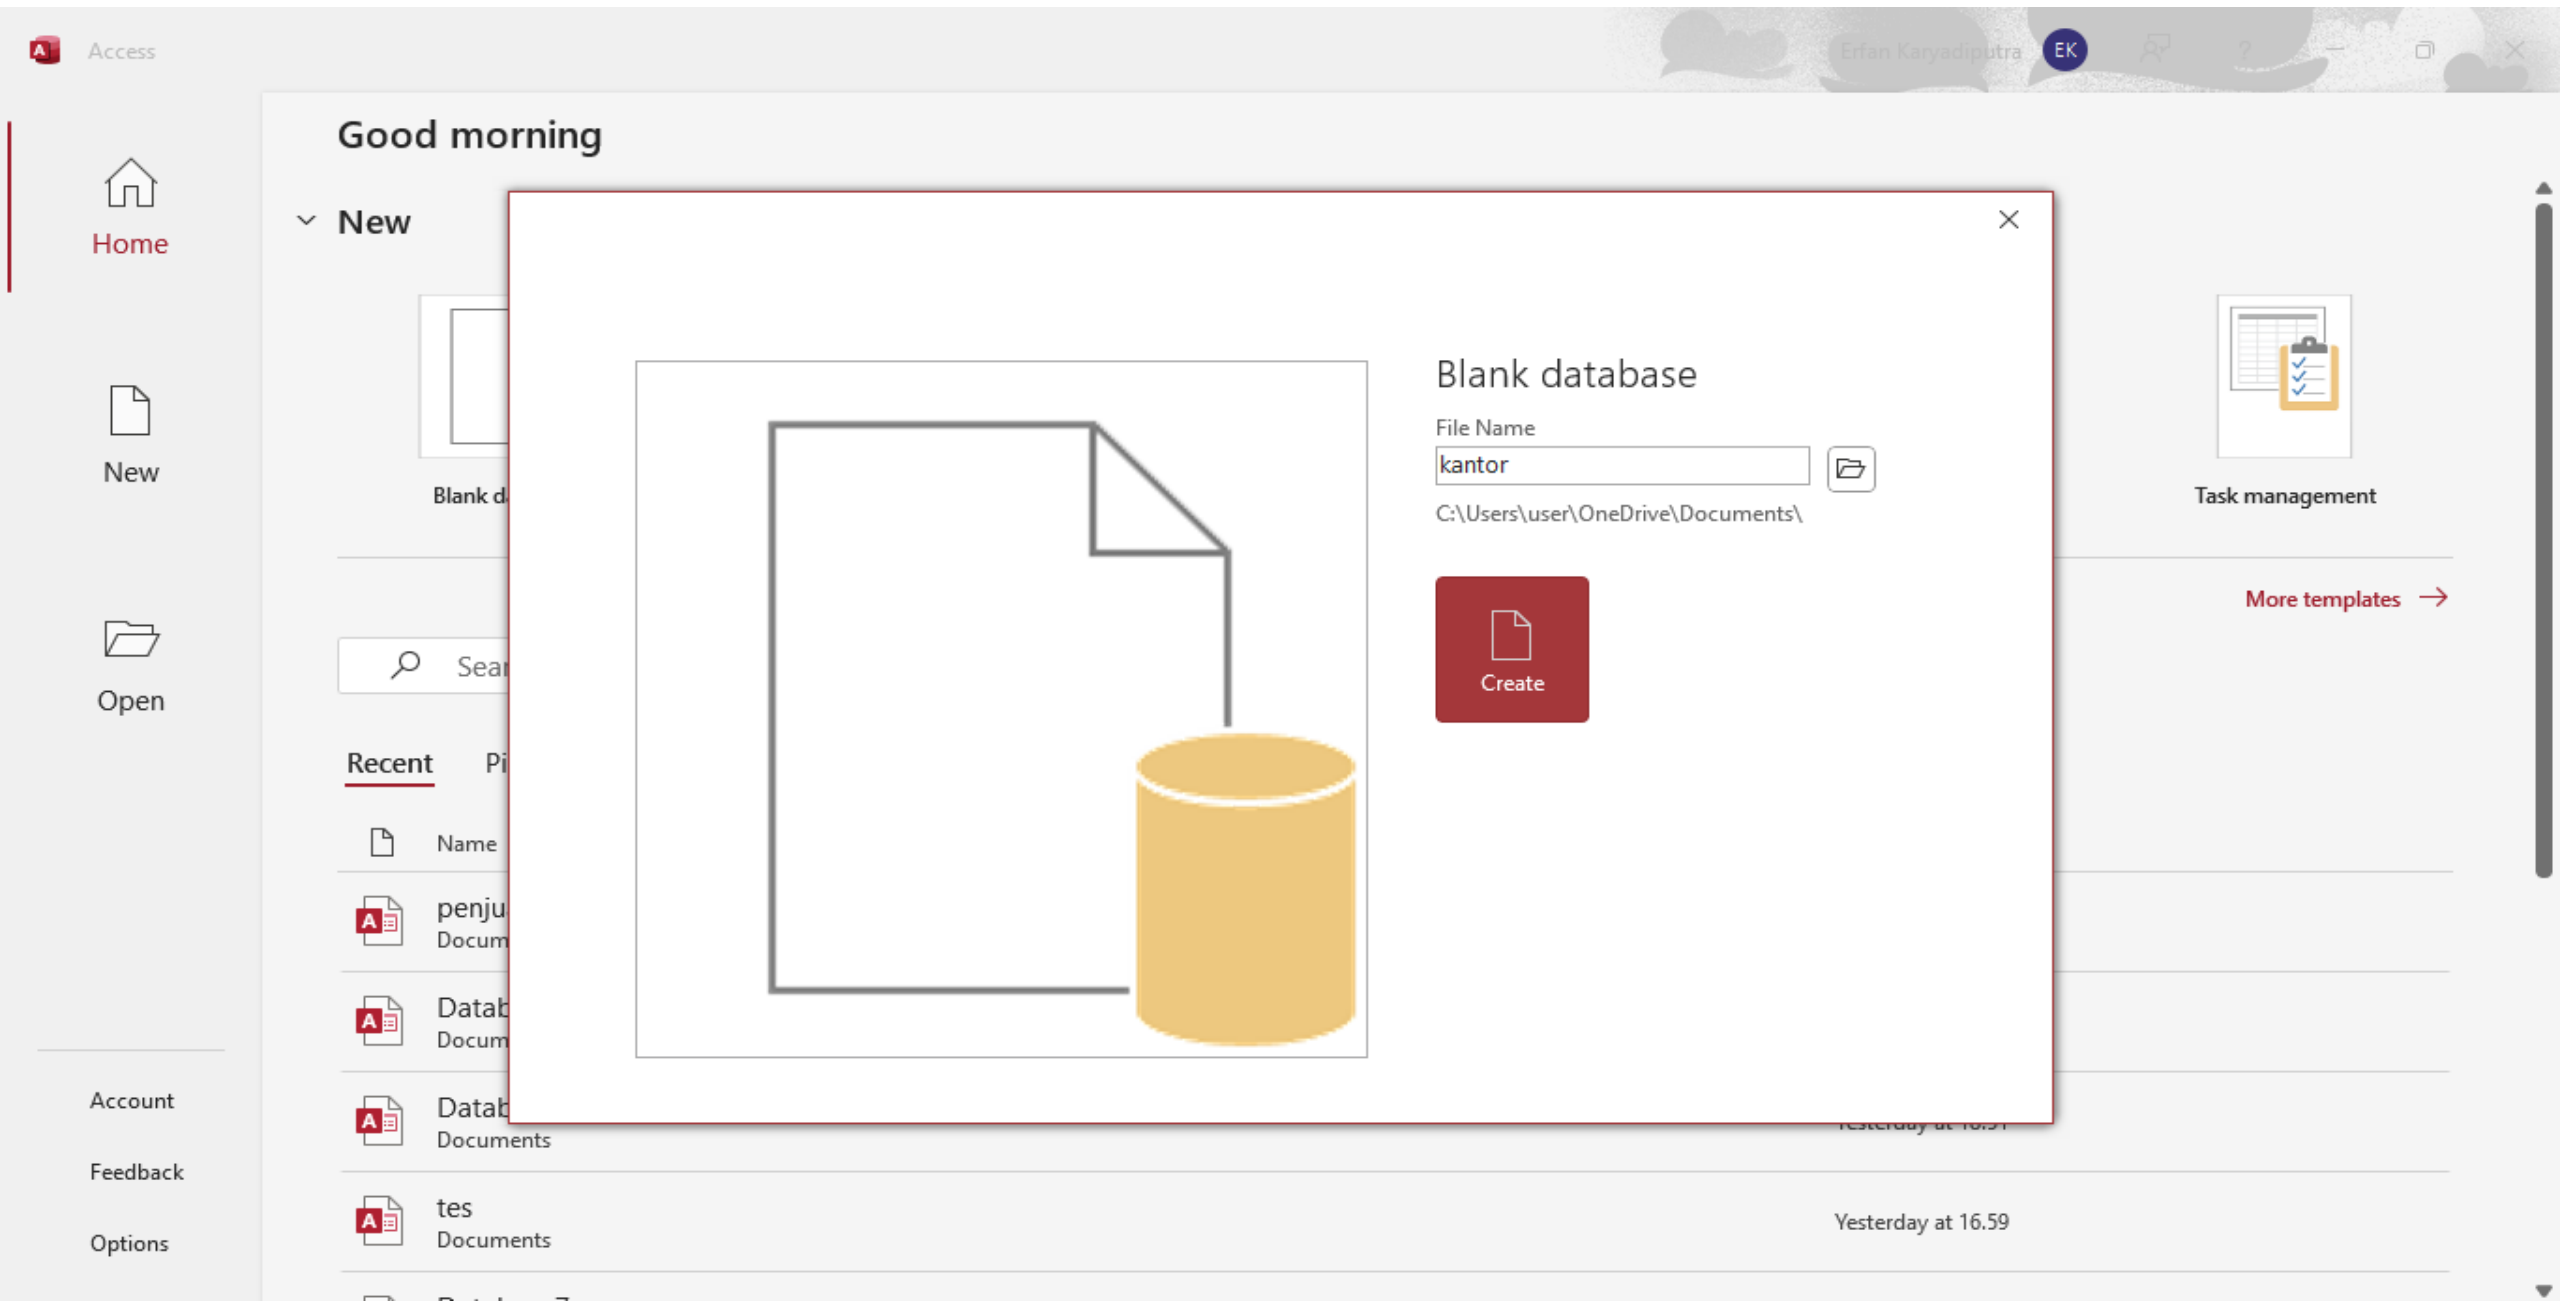 Access
Erfan Karyadiputra
EK
Good morning
Home
New
New
Open
Account
Feedback
Options
Blank d
Task management
More templates
Sear
Recent
Pi
Name
penju
Docum
Datab
Docum
Datab
Documents
tes
Documents
Yesterday at 16.59
Blank database
File Name
kantor
C:\Users\user\OneDrive\Documents\
Create